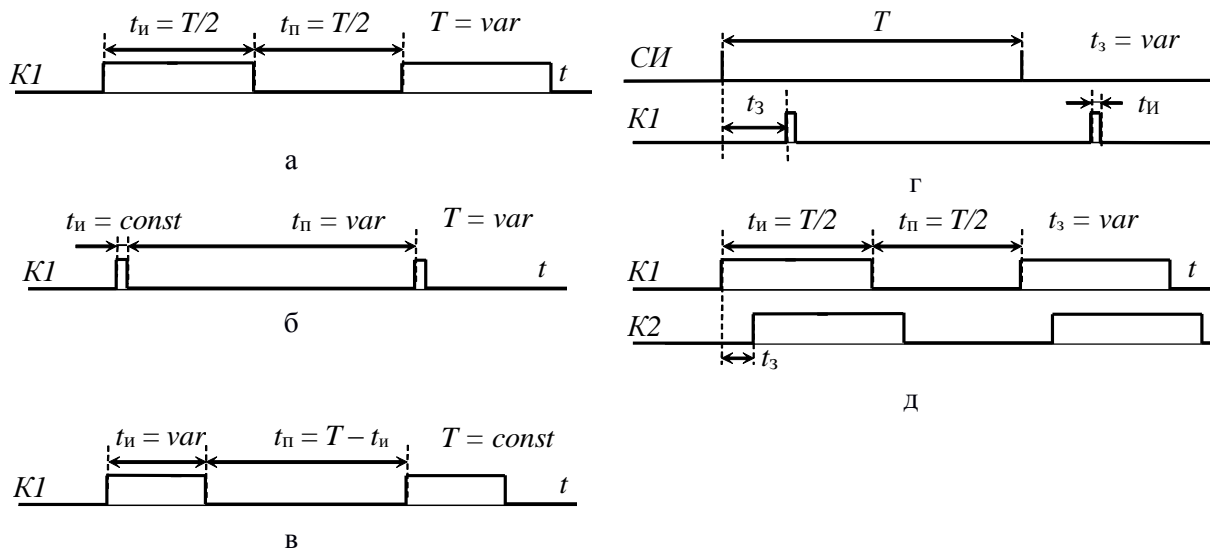 tи = T/2 tп = T/2 T = var
K1 t
а
tи = const tп = var T = var
K1 t
б
tи = var tп = T – tи T = const
K1 t
в
T tз = var
СИ
tз tИ
K1
г
tи = T/2 tп = T/2 tз = var
K1 t
K2
tз
д